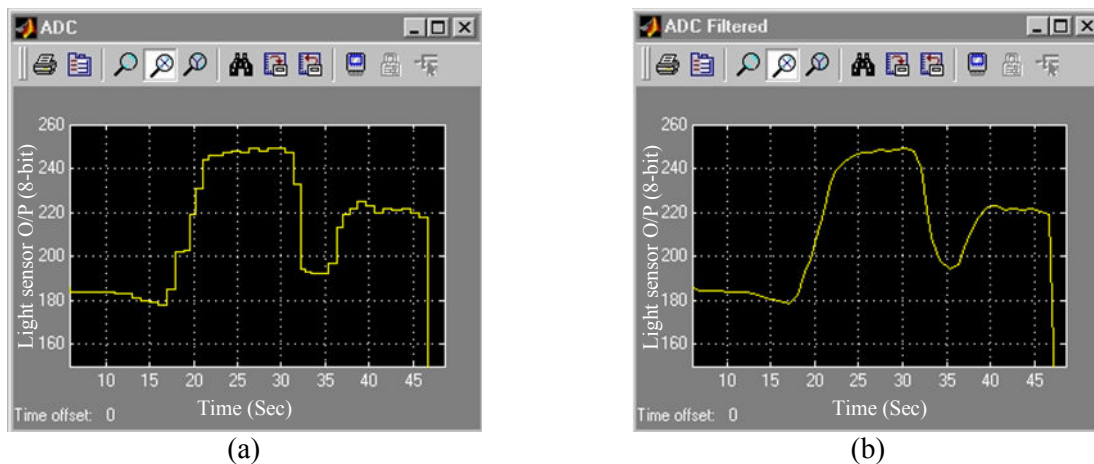 ADC
260
240
220
200
180
160
Light sensor O/P (8-bit)
10 15 20 25 30 35 40 45
Time offset: 0
Time (Sec)
(a)
ADC Filtered
260
240
220
200
180
160
Light sensor O/P (8-bit)
10 15 20 25 30 35 40 45
Time offset: 0
Time (Sec)
(b)